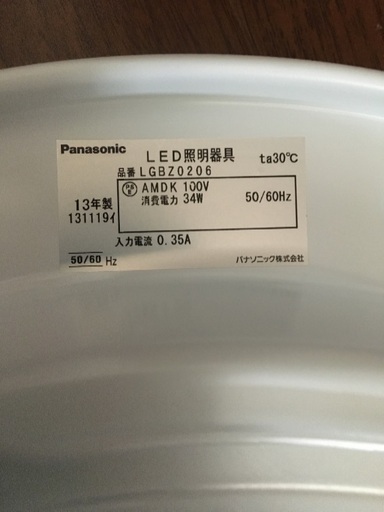 Panasonic
LED照明器具
ta30℃
品番 LGBZ0206
13年製
131119イ
AMDK 100V
消費電力 34W
50/60Hz
入力電流 0.35A
50/60 Hz
パナソニック株式会社